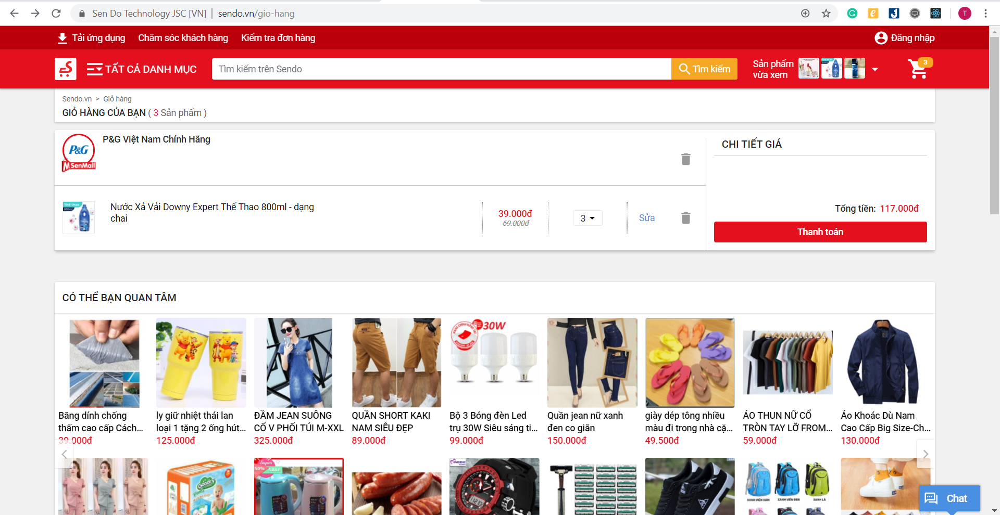 Sen Do Technology JSC [VN] | sendo.vn/gio-hang
T
Tải ứng dụng Chăm sóc khách hàng Kiểm tra đơn hàng Đăng nhập
TẤT CẢ DANH MỤC Tìm kiếm trên Sendo Tìm kiếm
Sản phẩm
vừa xem
3
Sendo.vn > Giỏ hàng
GIỎ HÀNG CỦA BẠN ( 3 Sản phẩm )
P&G
SenMall
P&G Việt Nam Chính Hãng
Nước Xả Vải Downy Expert Thể Thao 800ml - dạng
chai
39.000đ
69.000đ
3
Sửa
CHI TIẾT GIÁ
Tổng tiền: 117.000đ
Thanh toán
CÓ THỂ BẠN QUAN TÂM
30W
Băng dính chống
thấm cao cấp Cách...
39.000đ
ly giữ nhiệt thái lan
loại 1 tặng 2 ống hút...
125.000đ
ĐẦM JEAN SUÔNG
CỔ V PHỐI TÚI M-XXL
325.000đ
QUẦN SHORT KAKI
NAM SIÊU ĐẸP
89.000đ
Bộ 3 Bóng đèn Led
trụ 30W Siêu sáng ti...
99.000đ
Quần jean nữ xanh
đen co giãn
150.000đ
giày dép tông nhiều
màu đi trong nhà cặ...
49.500đ
ÁO THUN NỮ CỔ
TRÒN TAY LỠ FROM...
59.000đ
Áo Khoác Dù Nam
Cao Cấp Big Size-Ch...
130.000đ
Goodry
Super
50% SALE
XANH VIỀN XÁM XANH VIỀN ĐEN XANH LÁ
Chat